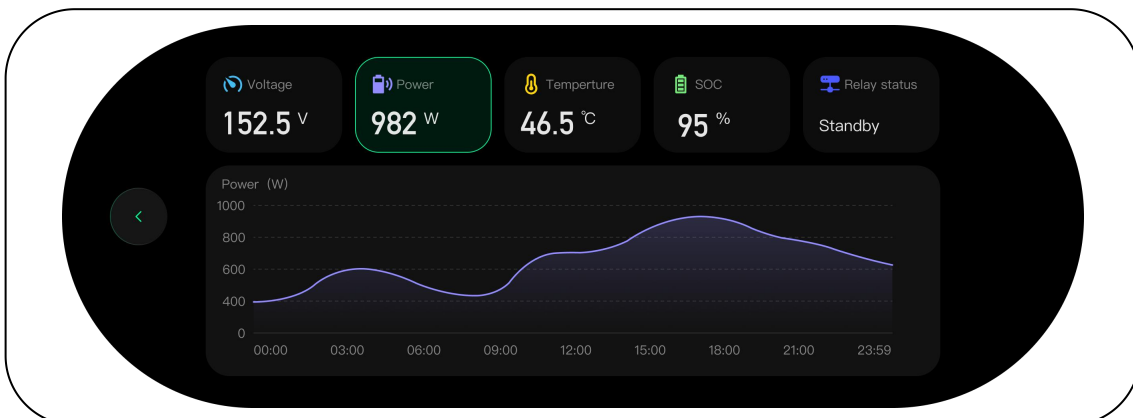 Voltage
152.5 V
Power
982 W
Temperture
46.5 ℃
SOC
95 %
Relay status
Standby
Power (W)
1000
800
600
400
0
00:00 03:00 06:00 09:00 12:00 15:00 18:00 21:00 23:59